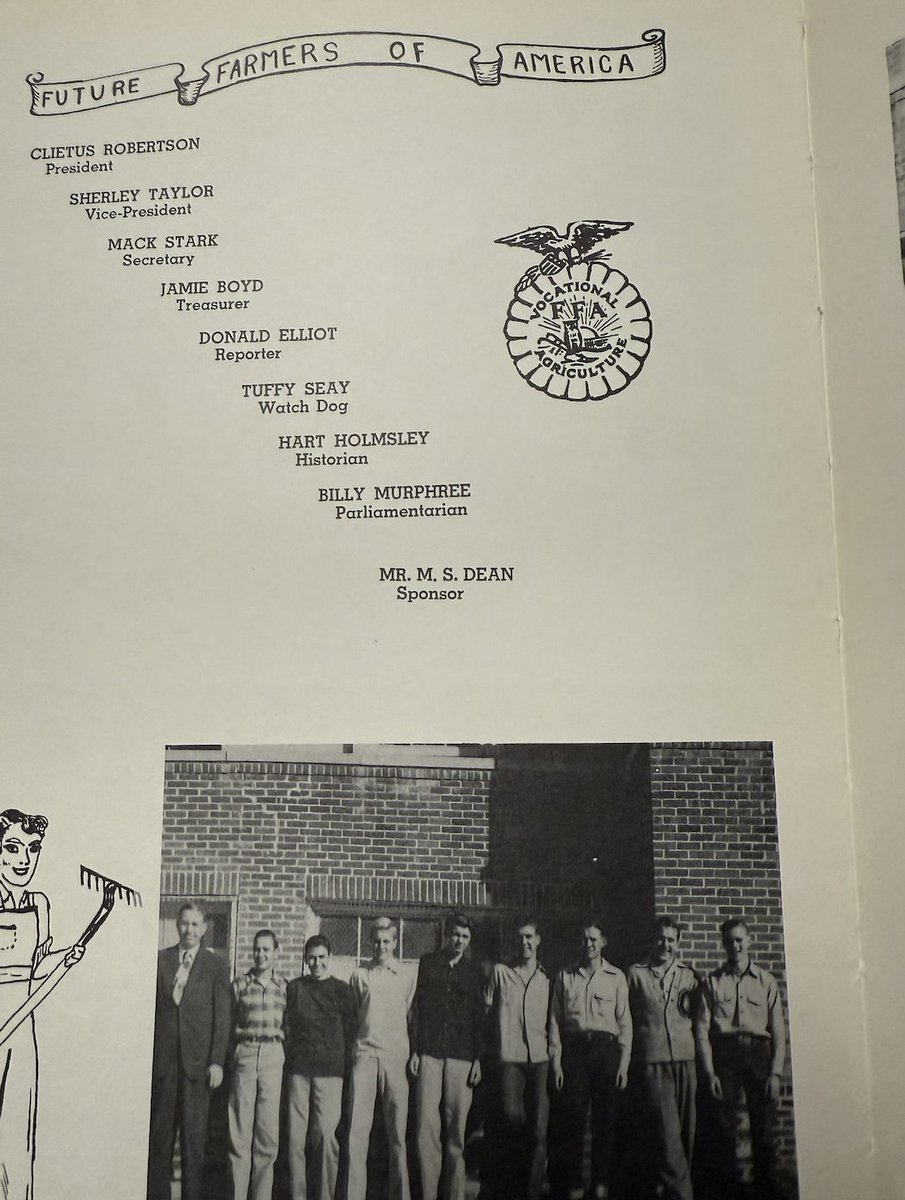 FUTURE FARMERS OF AMERICA
CLIETUS ROBERTSON
President
SHERLEY TAYLOR
Vice-President
MACK STARK
Secretary
JAMIE BOYD
Treasurer
DONALD ELLIOT
Reporter
TUFFY SEAY
Watch Dog
HART HOLMSLEY
Historian
BILLY MURPHREE
Parliamentarian
MR. M. S. DEAN
Sponsor
VOCATIONAL
FFA
AGRICULTURE